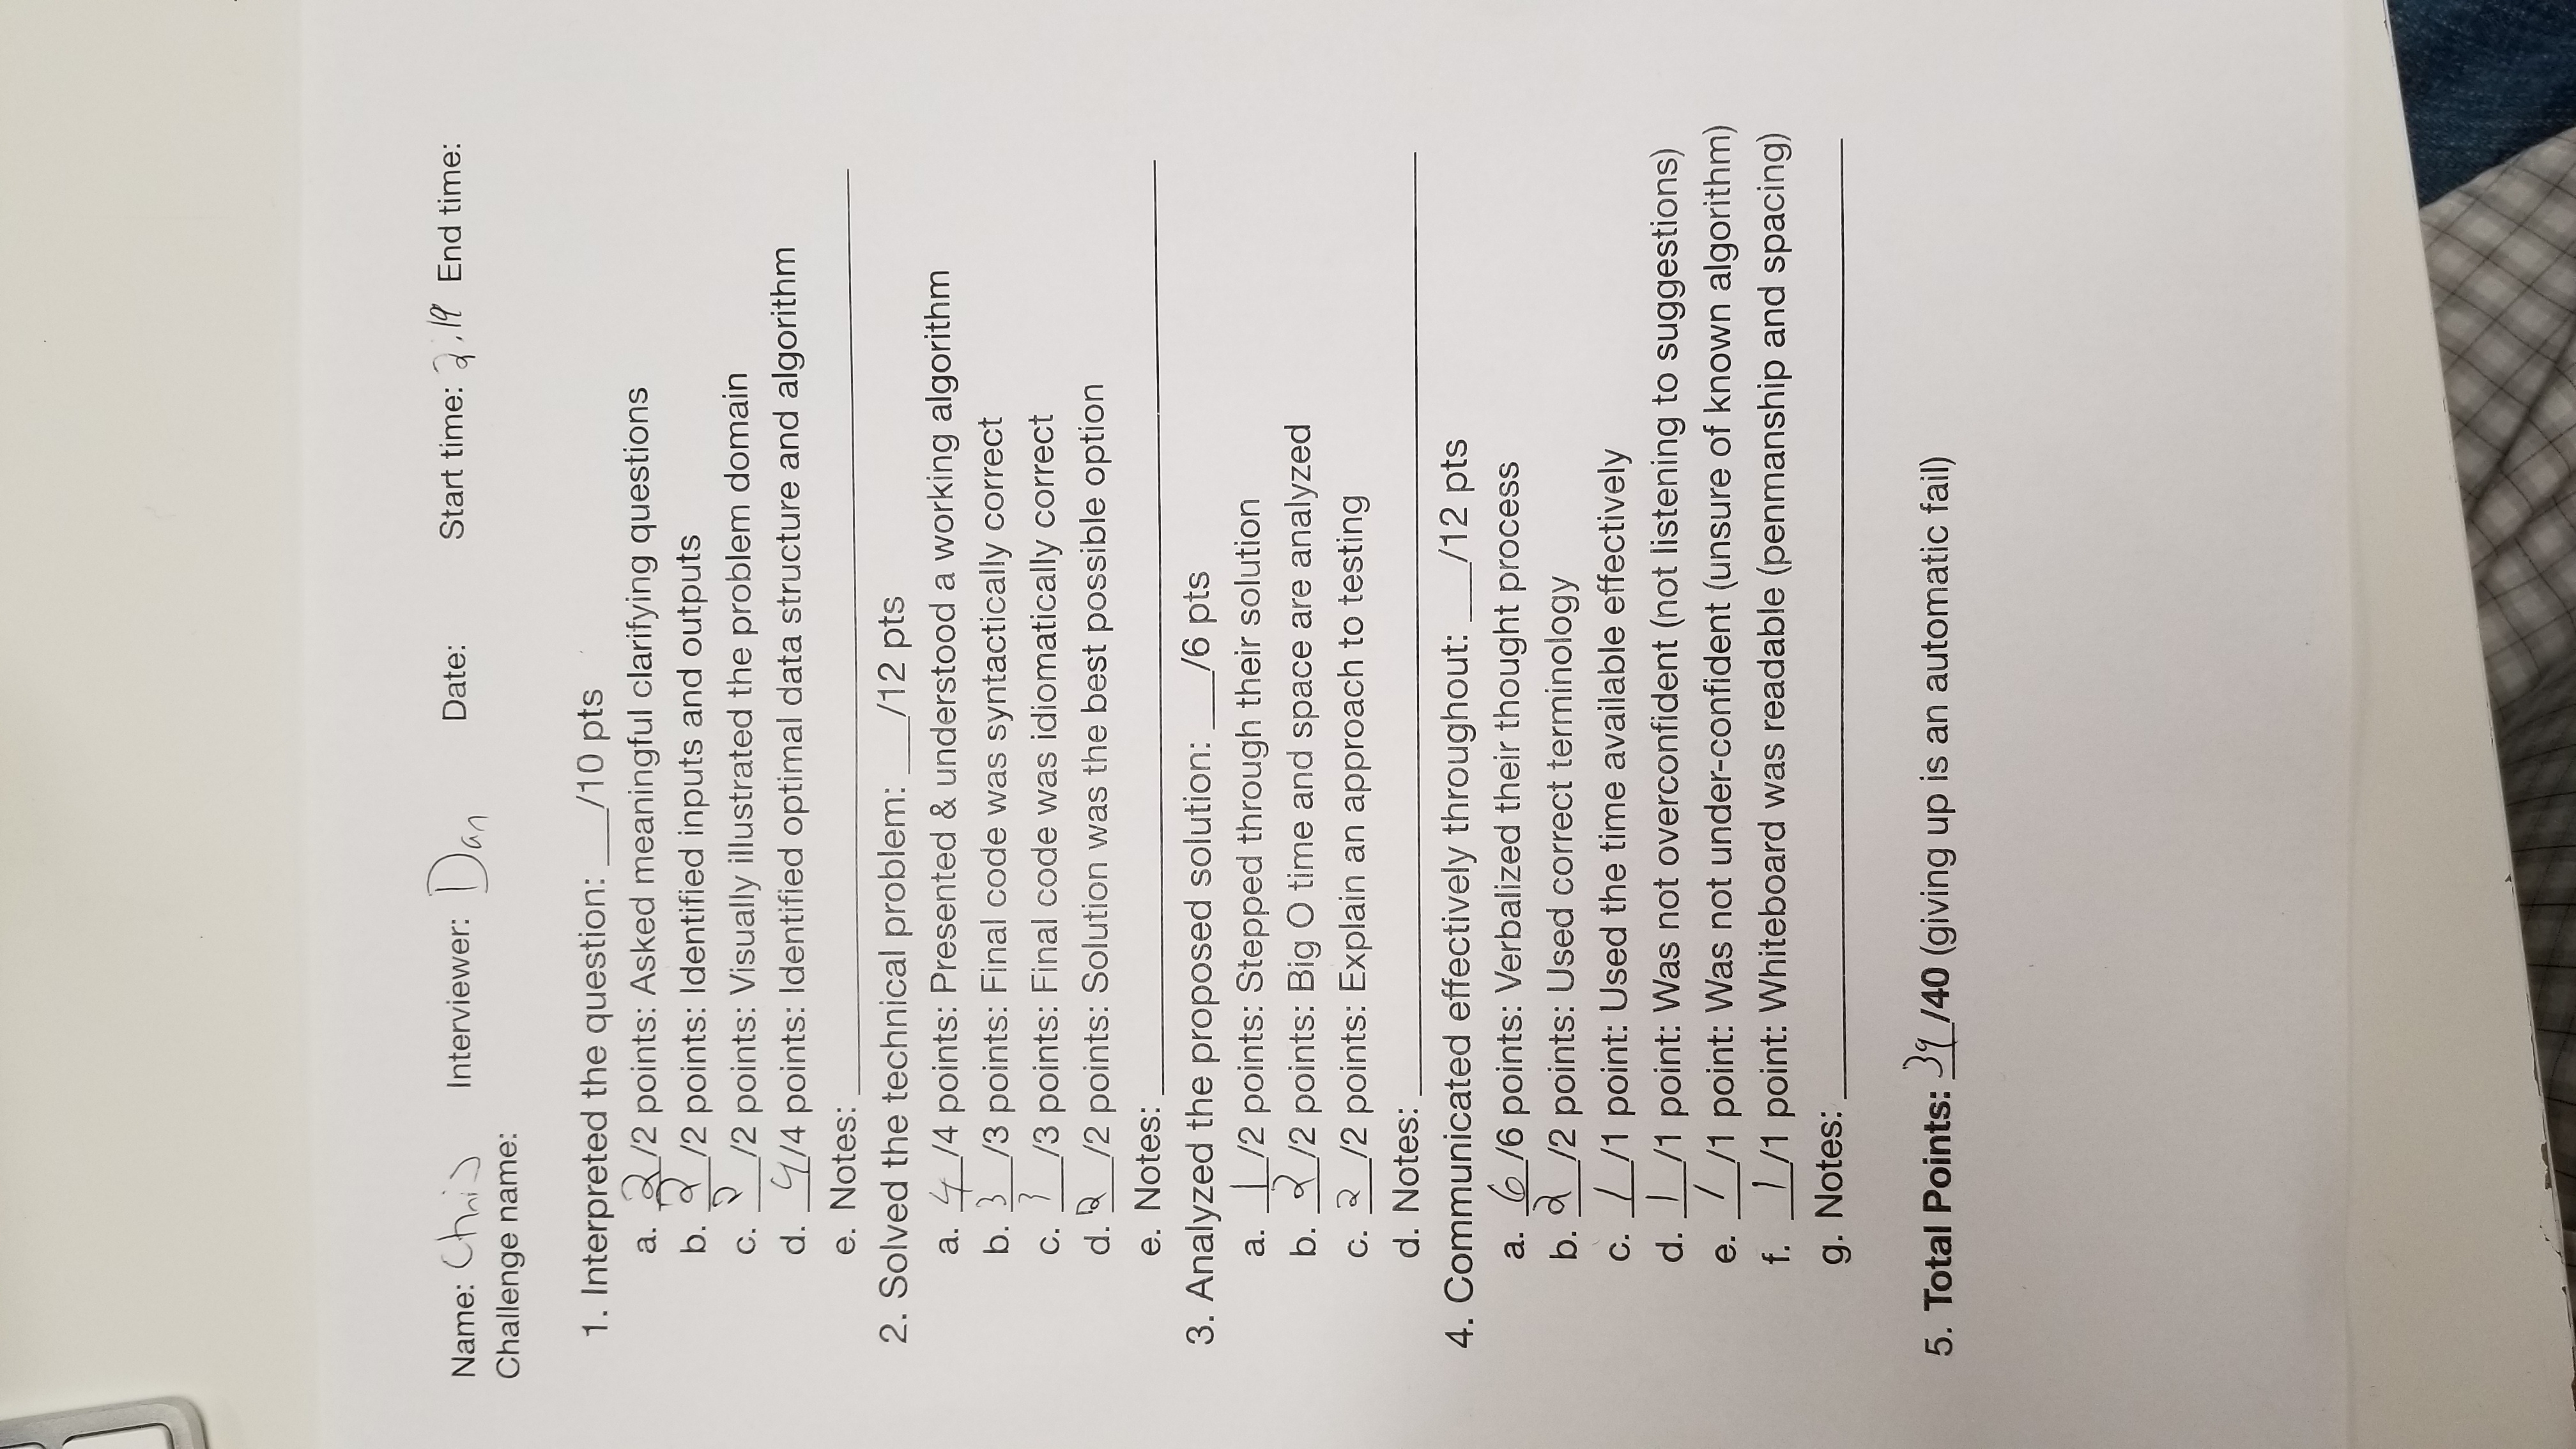 Name: Chris Interviewer: Dan Date: Start time: 2.19 End time:
Challenge name:
1. Interpreted the question: ___/10 pts
a. 2/2 points: Asked meaningful clarifying questions
b. 2/2 points: Identified inputs and outputs
c. 2/2 points: Visually illustrated the problem domain
d. 4/4 points: Identified optimal data structure and algorithm
e. Notes: ___
2. Solved the technical problem: ___/12 pts
a. 4/4 points: Presented & understood a working algorithm
b. 3/3 points: Final code was syntactically correct
c. 3/3 points: Final code was idiomatically correct
d. 2/2 points: Solution was the best possible option
e. Notes: ___
3. Analyzed the proposed solution: ___/6 pts
a. 1/2 points: Stepped through their solution
b. 2/2 points: Big O time and space are analyzed
c. 2/2 points: Explain an approach to testing
d. Notes: ___
4. Communicated effectively throughout: ___/12 pts
a. 6/6 points: Verbalized their thought process
b. 2/2 points: Used correct terminology
c. 1/1 point: Used the time available effectively
d. 1/1 point: Was not overconfident (not listening to suggestions)
e. 1/1 point: Was not under-confident (unsure of known algorithm)
f. 1/1 point: Whiteboard was readable (penmanship and spacing)
g. Notes: ___
5. Total Points: 39/40 (giving up is an automatic fail)